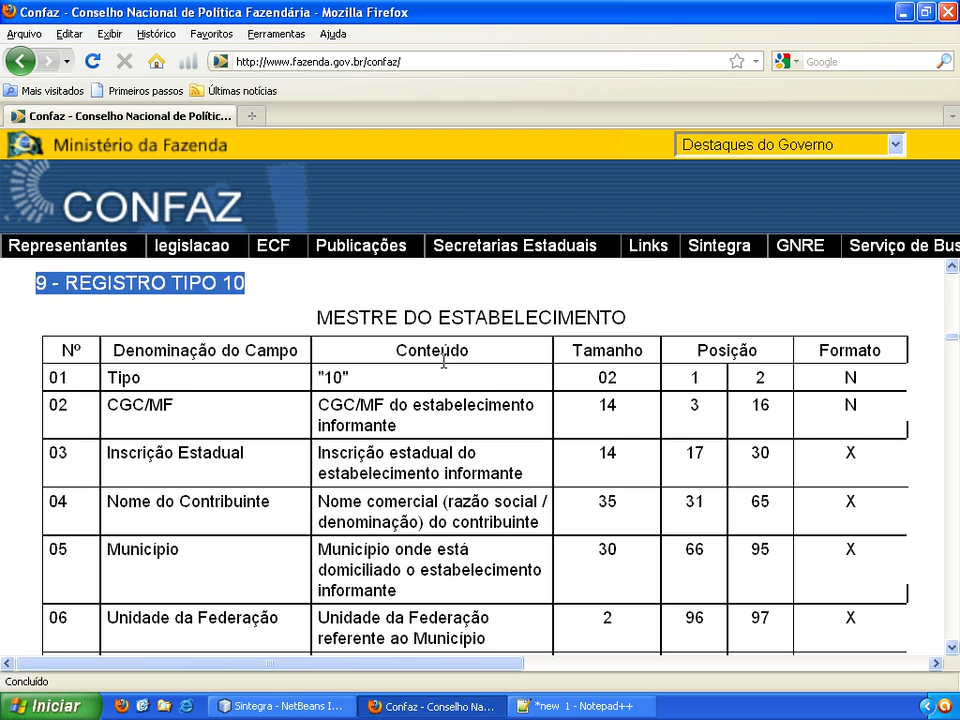 Confaz - Conselho Nacional de Política Fazendária - Mozilla Firefox
Arquivo Editar Exibir Histórico Favoritos Ferramentas Ajuda
http://www.fazenda.gov.br/confaz/ Google
Mais visitados Primeiros passos Últimas notícias
Confaz - Conselho Nacional de Polític...
Ministério da Fazenda Destaques do Governo
CONFAZ
Representantes legislacao ECF Publicações Secretarias Estaduais Links Sintegra GNRE Serviço de Bus
9 - REGISTRO TIPO 10
MESTRE DO ESTABELECIMENTO
Nº Denominação do Campo Conteúdo Tamanho Posição Formato
01 Tipo "10" 02 1 2 N
02 CGC/MF CGC/MF do estabelecimento 14 3 16 N
informante
03 Inscrição Estadual Inscrição estadual do 14 17 30 X
estabelecimento informante
04 Nome do Contribuinte Nome comercial (razão social / 35 31 65 X
denominação) do contribuinte
05 Município Município onde está 30 66 95 X
domiciliado o estabelecimento
informante
06 Unidade da Federação Unidade da Federação 2 96 97 X
referente ao Município
Concluído
Iniciar Sintegra - NetBeans I... Confaz - Conselho Na... *new 1 - Notepad++